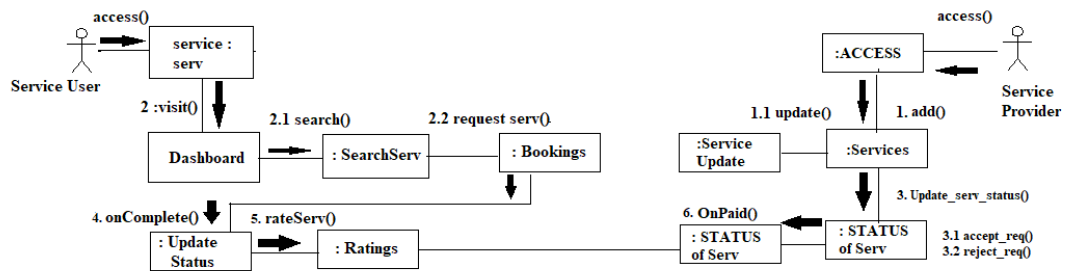 access()
service :
serv
Service User
2 :visit()
2.1 search()
2.2 request serv().
Dashboard
: SearchServ
: Bookings
4. onComplete()
5. rateServ()
: Update
Status
: Ratings
access()
:ACCESS
Service
Provider
1.1 update()
1. add()
:Service
Update
:Services
3. Update_serv_status()
6. OnPaid()
: STATUS
of Serv
: STATUS
of Serv
3.1 accept_req()
3.2 reject_req()